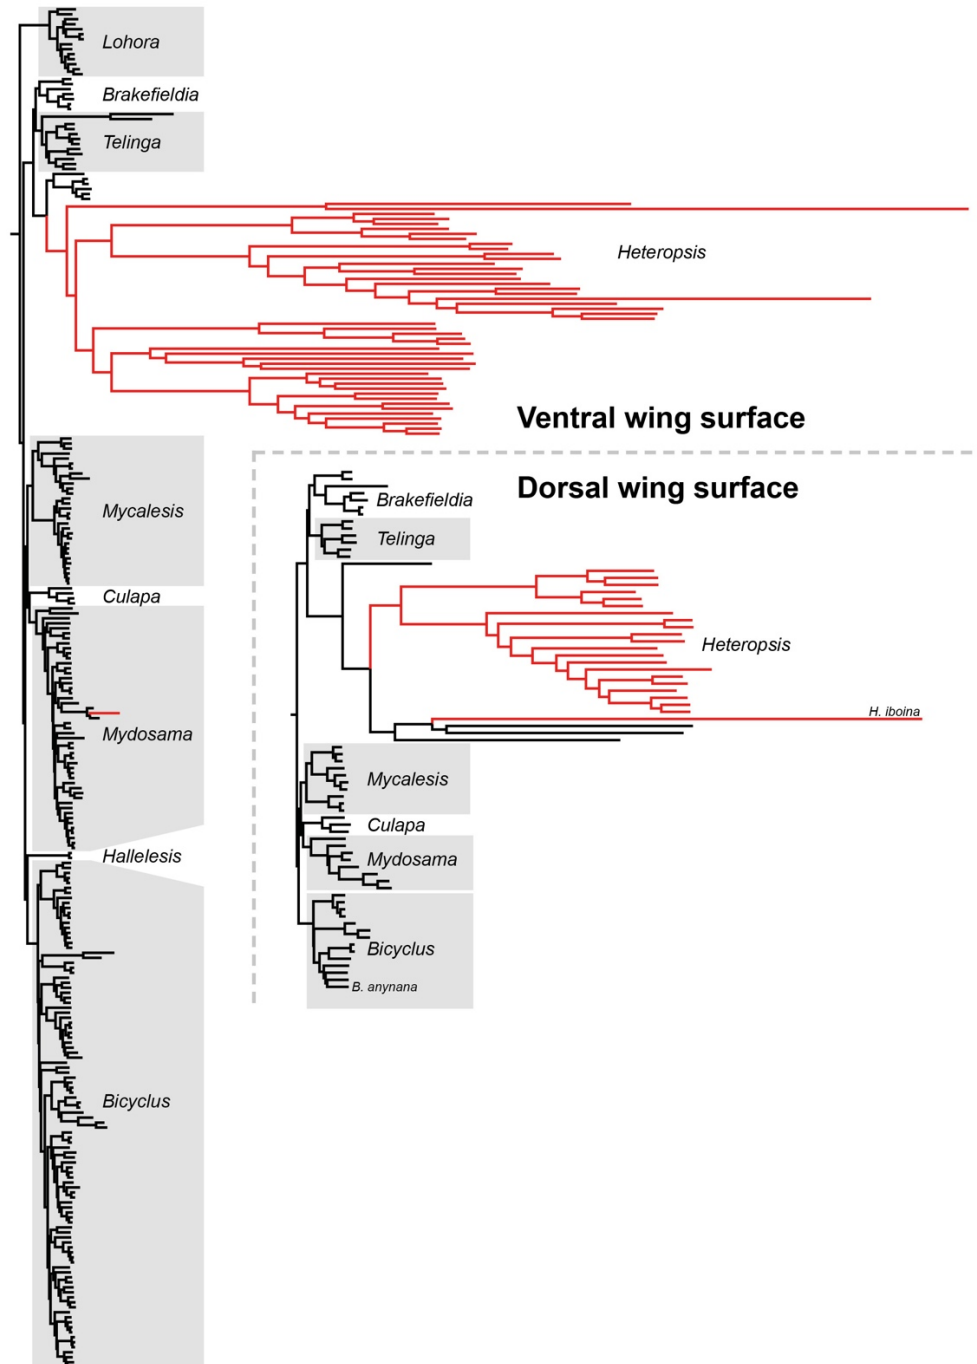 Lohora
Brakefieldia
Telinga
Heteropsis
Ventral wing surface
Mycalesis
Culapa
Mydosama
Hallelesis
Bicyclus
Dorsal wing surface
Brakefieldia
Telinga
Heteropsis
H. iboina
Mycalesis
Culapa
Mydosama
Bicyclus
B. anynana